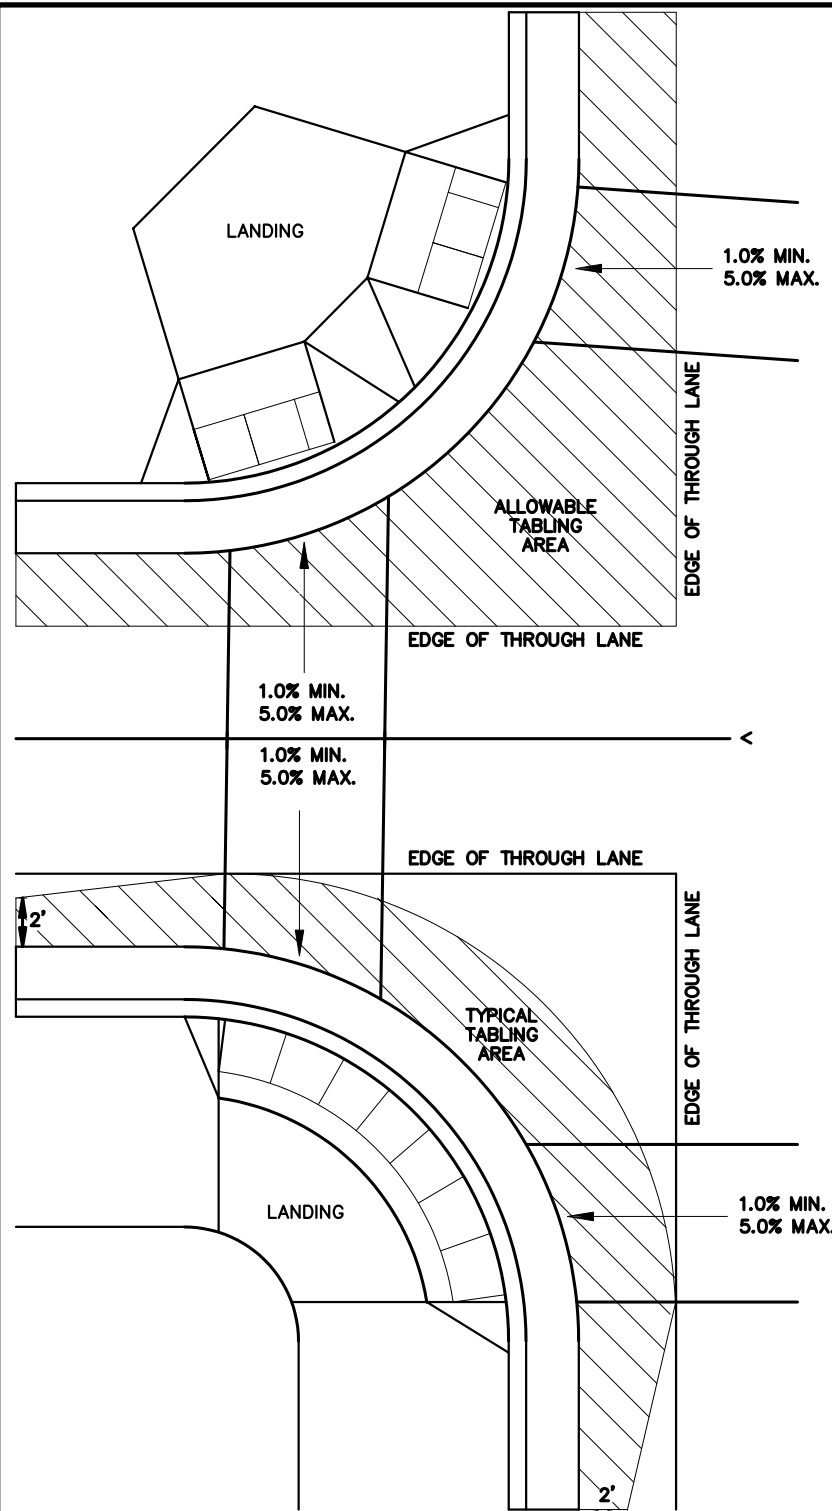 LANDING
1.0% MIN.
5.0% MAX.
EDGE OF THROUGH LANE
ALLOWABLE
TABLING
AREA
EDGE OF THROUGH LANE
1.0% MIN.
5.0% MAX.
<
1.0% MIN.
5.0% MAX.
EDGE OF THROUGH LANE
2'
EDGE OF THROUGH LANE
TYPICAL
TABLING
AREA
LANDING
1.0% MIN.
5.0% MAX.
2'